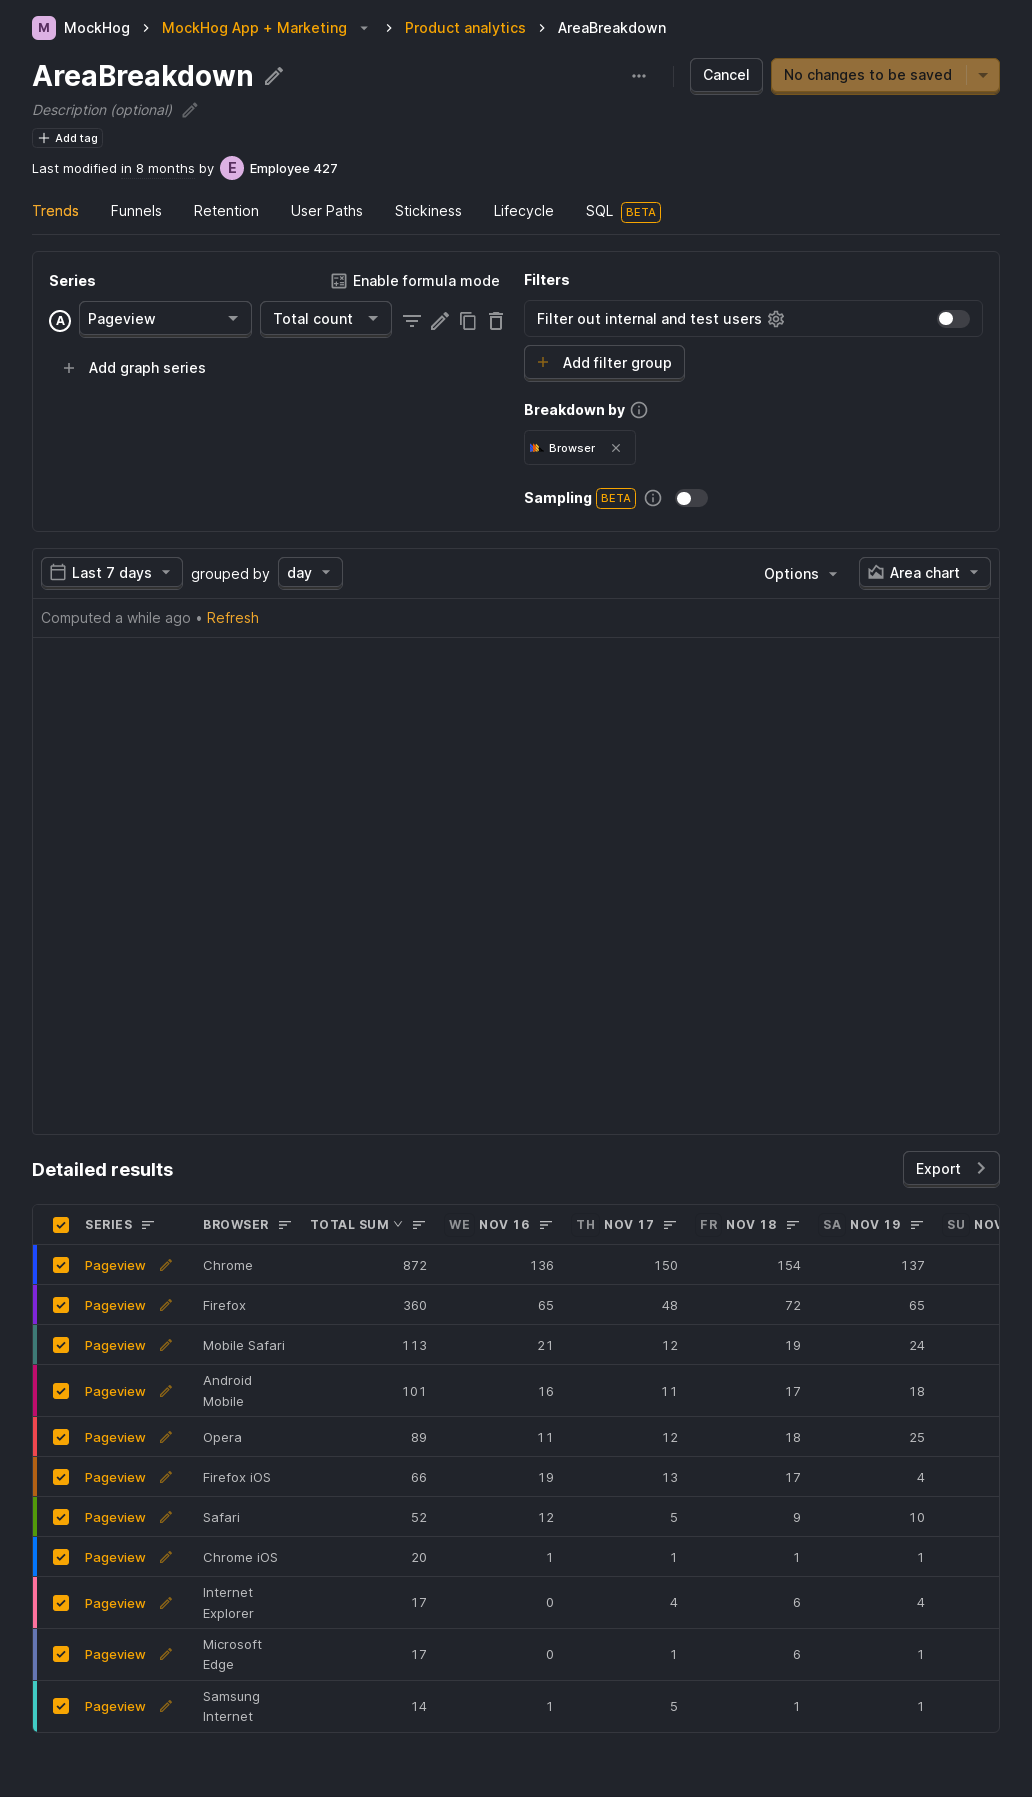 M MockHog MockHog App + Marketing Product analytics AreaBreakdown
AreaBreakdown
Cancel No changes to be saved
Description (optional)
Add tag
Last modified in 8 months by E Employee 427
Trends Funnels Retention User Paths Stickiness Lifecycle SQL BETA
Series Enable formula mode Filters
A Pageview Total count Filter out internal and test users
Add graph series Add filter group
Breakdown by
Browser
Sampling BETA
Last 7 days grouped by day Options Area chart
Computed a while ago • Refresh
Detailed results Export
SERIES BROWSER TOTAL SUM WE NOV 16 TH NOV 17 FR NOV 18 SA NOV 19 SU NOV
Pageview Chrome 872 136 150 154 137
Pageview Firefox 360 65 48 72 65
Pageview Mobile Safari 113 21 12 19 24
Pageview Android Mobile 101 16 11 17 18
Pageview Opera 89 11 12 18 25
Pageview Firefox iOS 66 19 13 17 4
Pageview Safari 52 12 5 9 10
Pageview Chrome iOS 20 1 1 1 1
Pageview Internet Explorer 17 0 4 6 4
Pageview Microsoft Edge 17 0 1 6 1
Pageview Samsung Internet 14 1 5 1 1